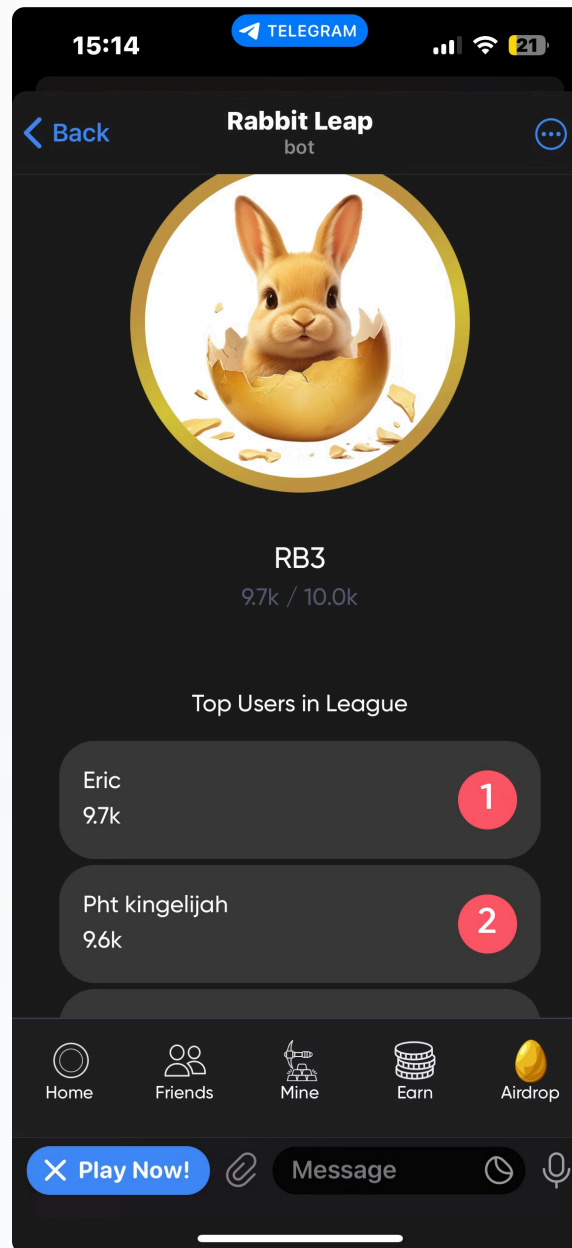 15:14
TELEGRAM
21
Back
Rabbit Leap
bot
RB3
9.7k / 10.0k
Top Users in League
Eric
9.7k
1
Pht kingelijah
9.6k
2
Home
Friends
Mine
Earn
Airdrop
Play Now!
Message